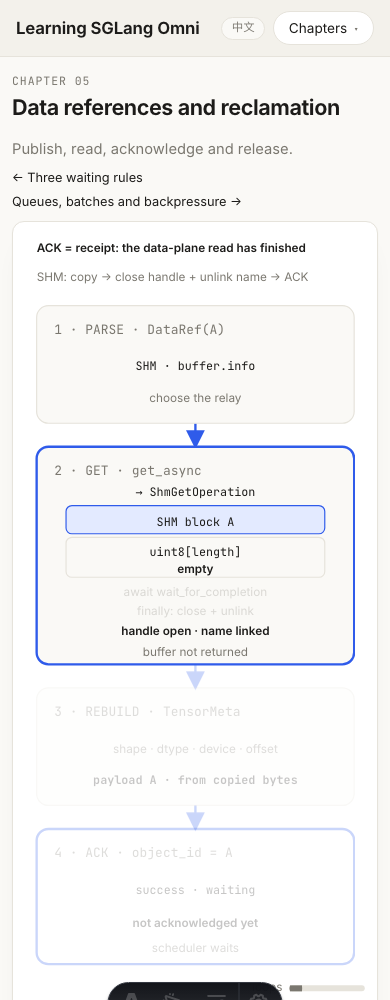 Learning SGLang Omni
中文
Chapters
CHAPTER 05
Data references and reclamation
Publish, read, acknowledge and release.
← Three waiting rules
Queues, batches and backpressure →
ACK = receipt: the data-plane read has finished
SHM: copy → close handle + unlink name → ACK
1 · PARSE · DataRef(A)
SHM · buffer.info
choose the relay
2 · GET · get_async
→ ShmGetOperation
SHM block A
uint8[length]
empty
await wait_for_completion
finally: close + unlink
handle open · name linked
buffer not returned
3 · REBUILD · TensorMeta
shape · dtype · device · offset
payload A · from copied bytes
4 · ACK · object_id = A
success · waiting
not acknowledged yet
scheduler waits